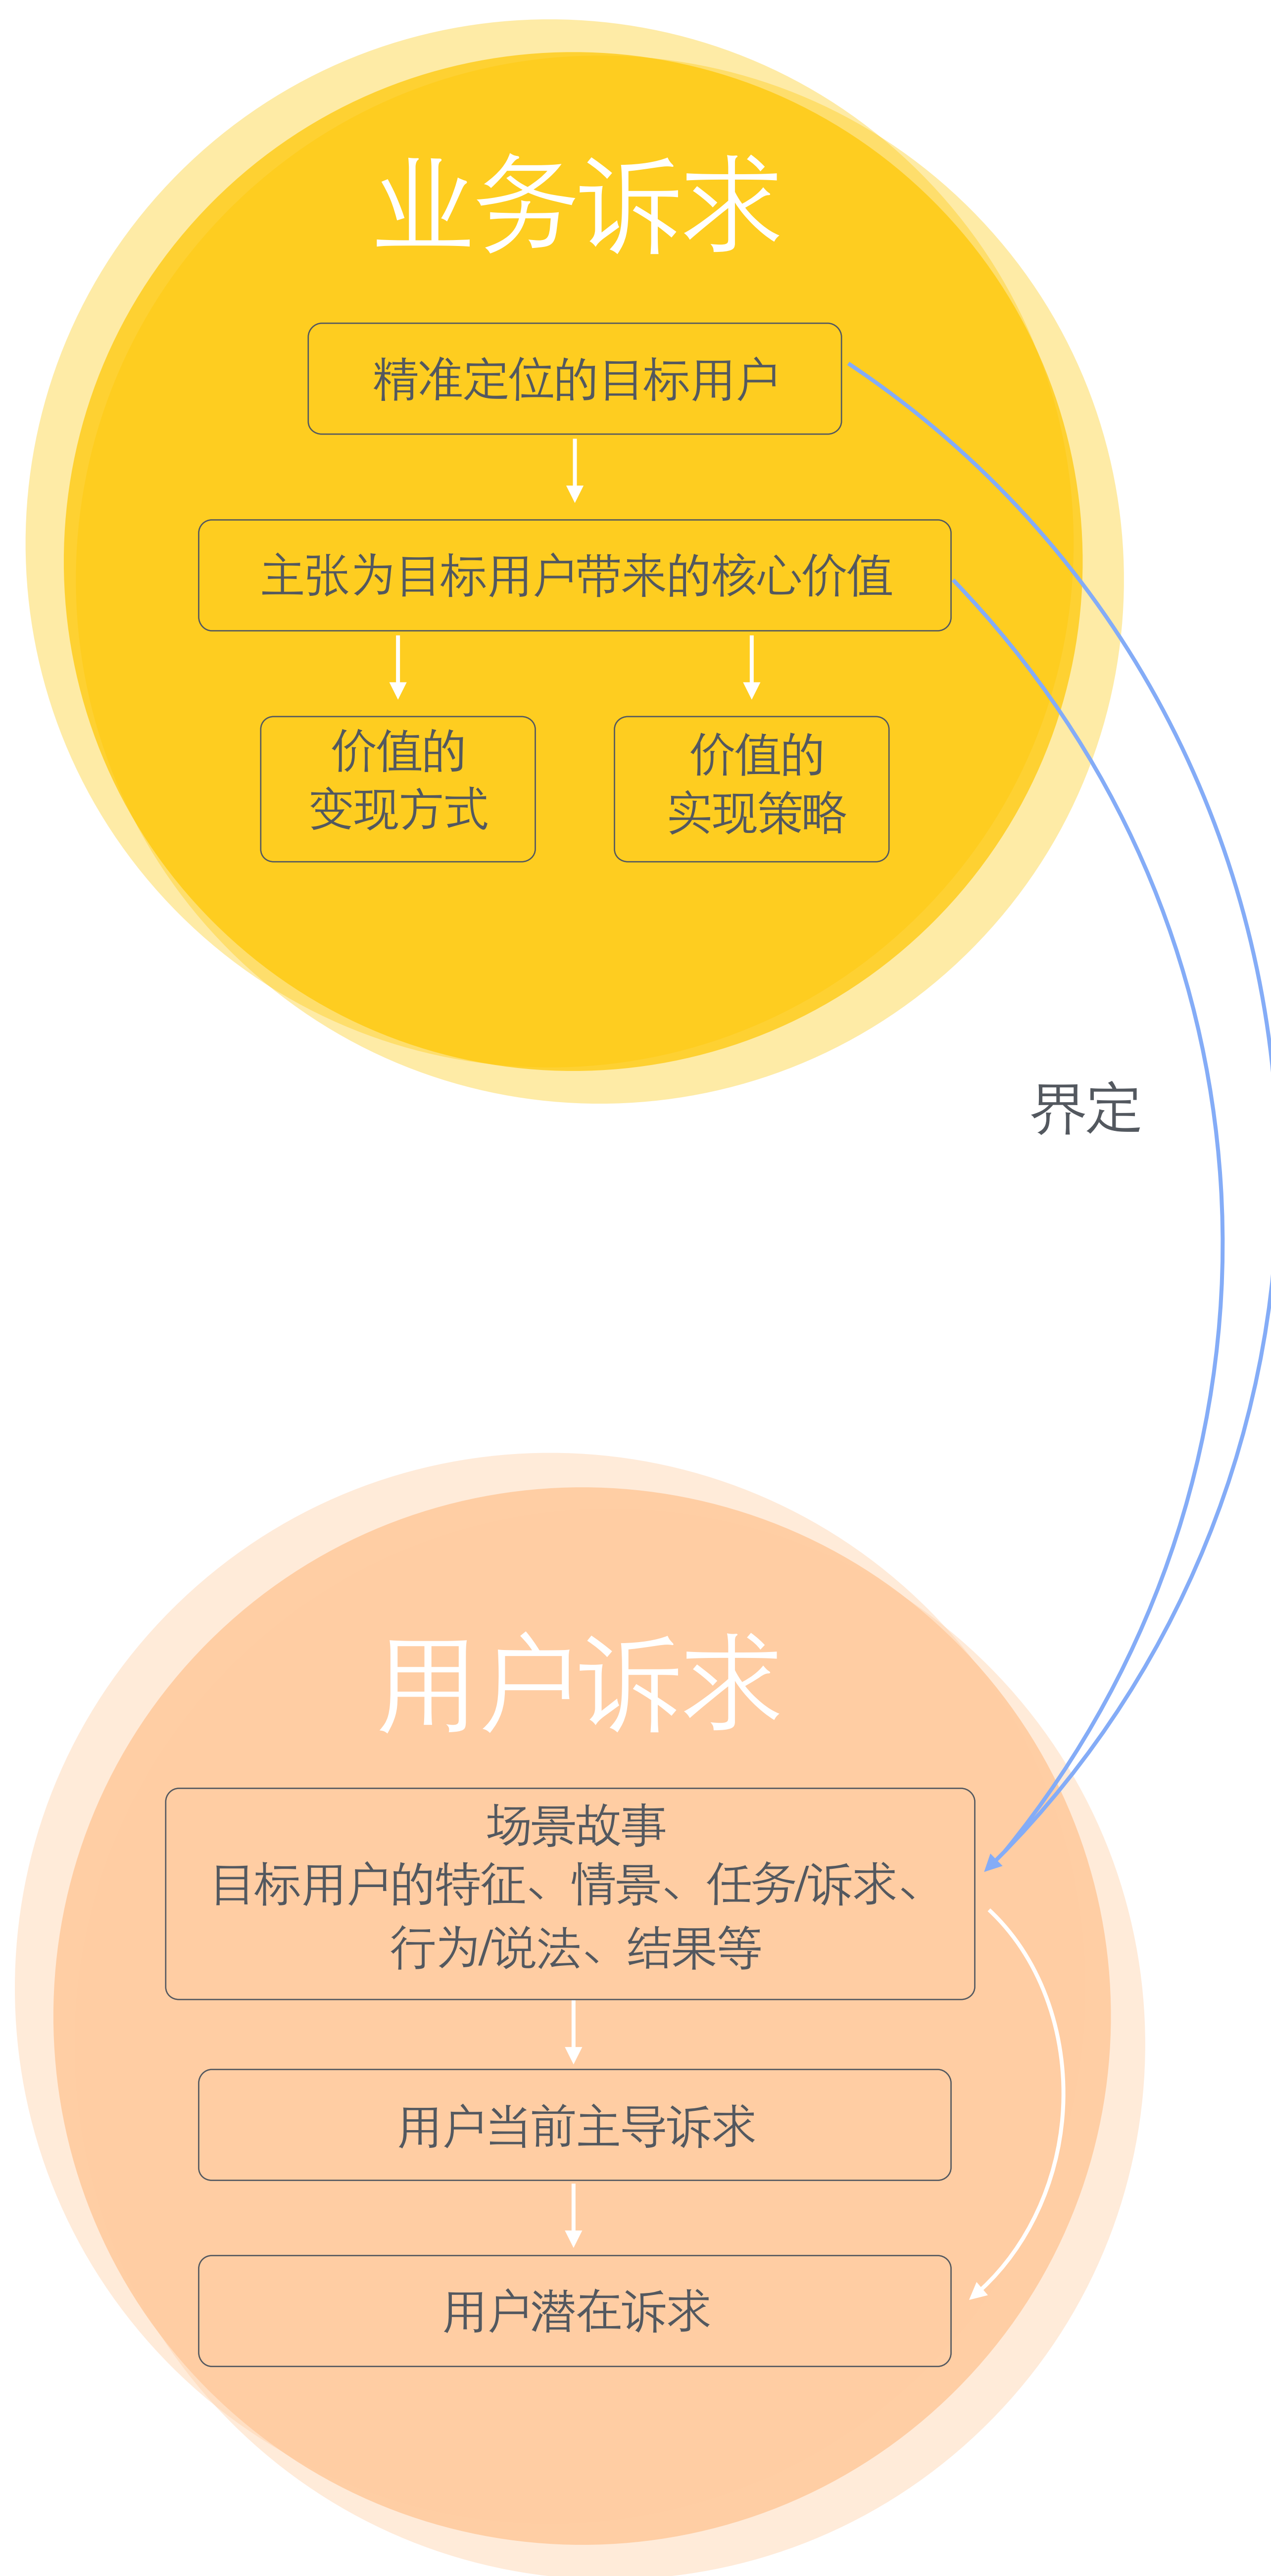 业务诉求
精准定位的目标用户
主张为目标用户带来的核心价值
价值的
变现方式
价值的
实现策略
界定
用户诉求
场景故事
目标用户的特征、情景、任务/诉求、
行为/说法、结果等
用户当前主导诉求
用户潜在诉求